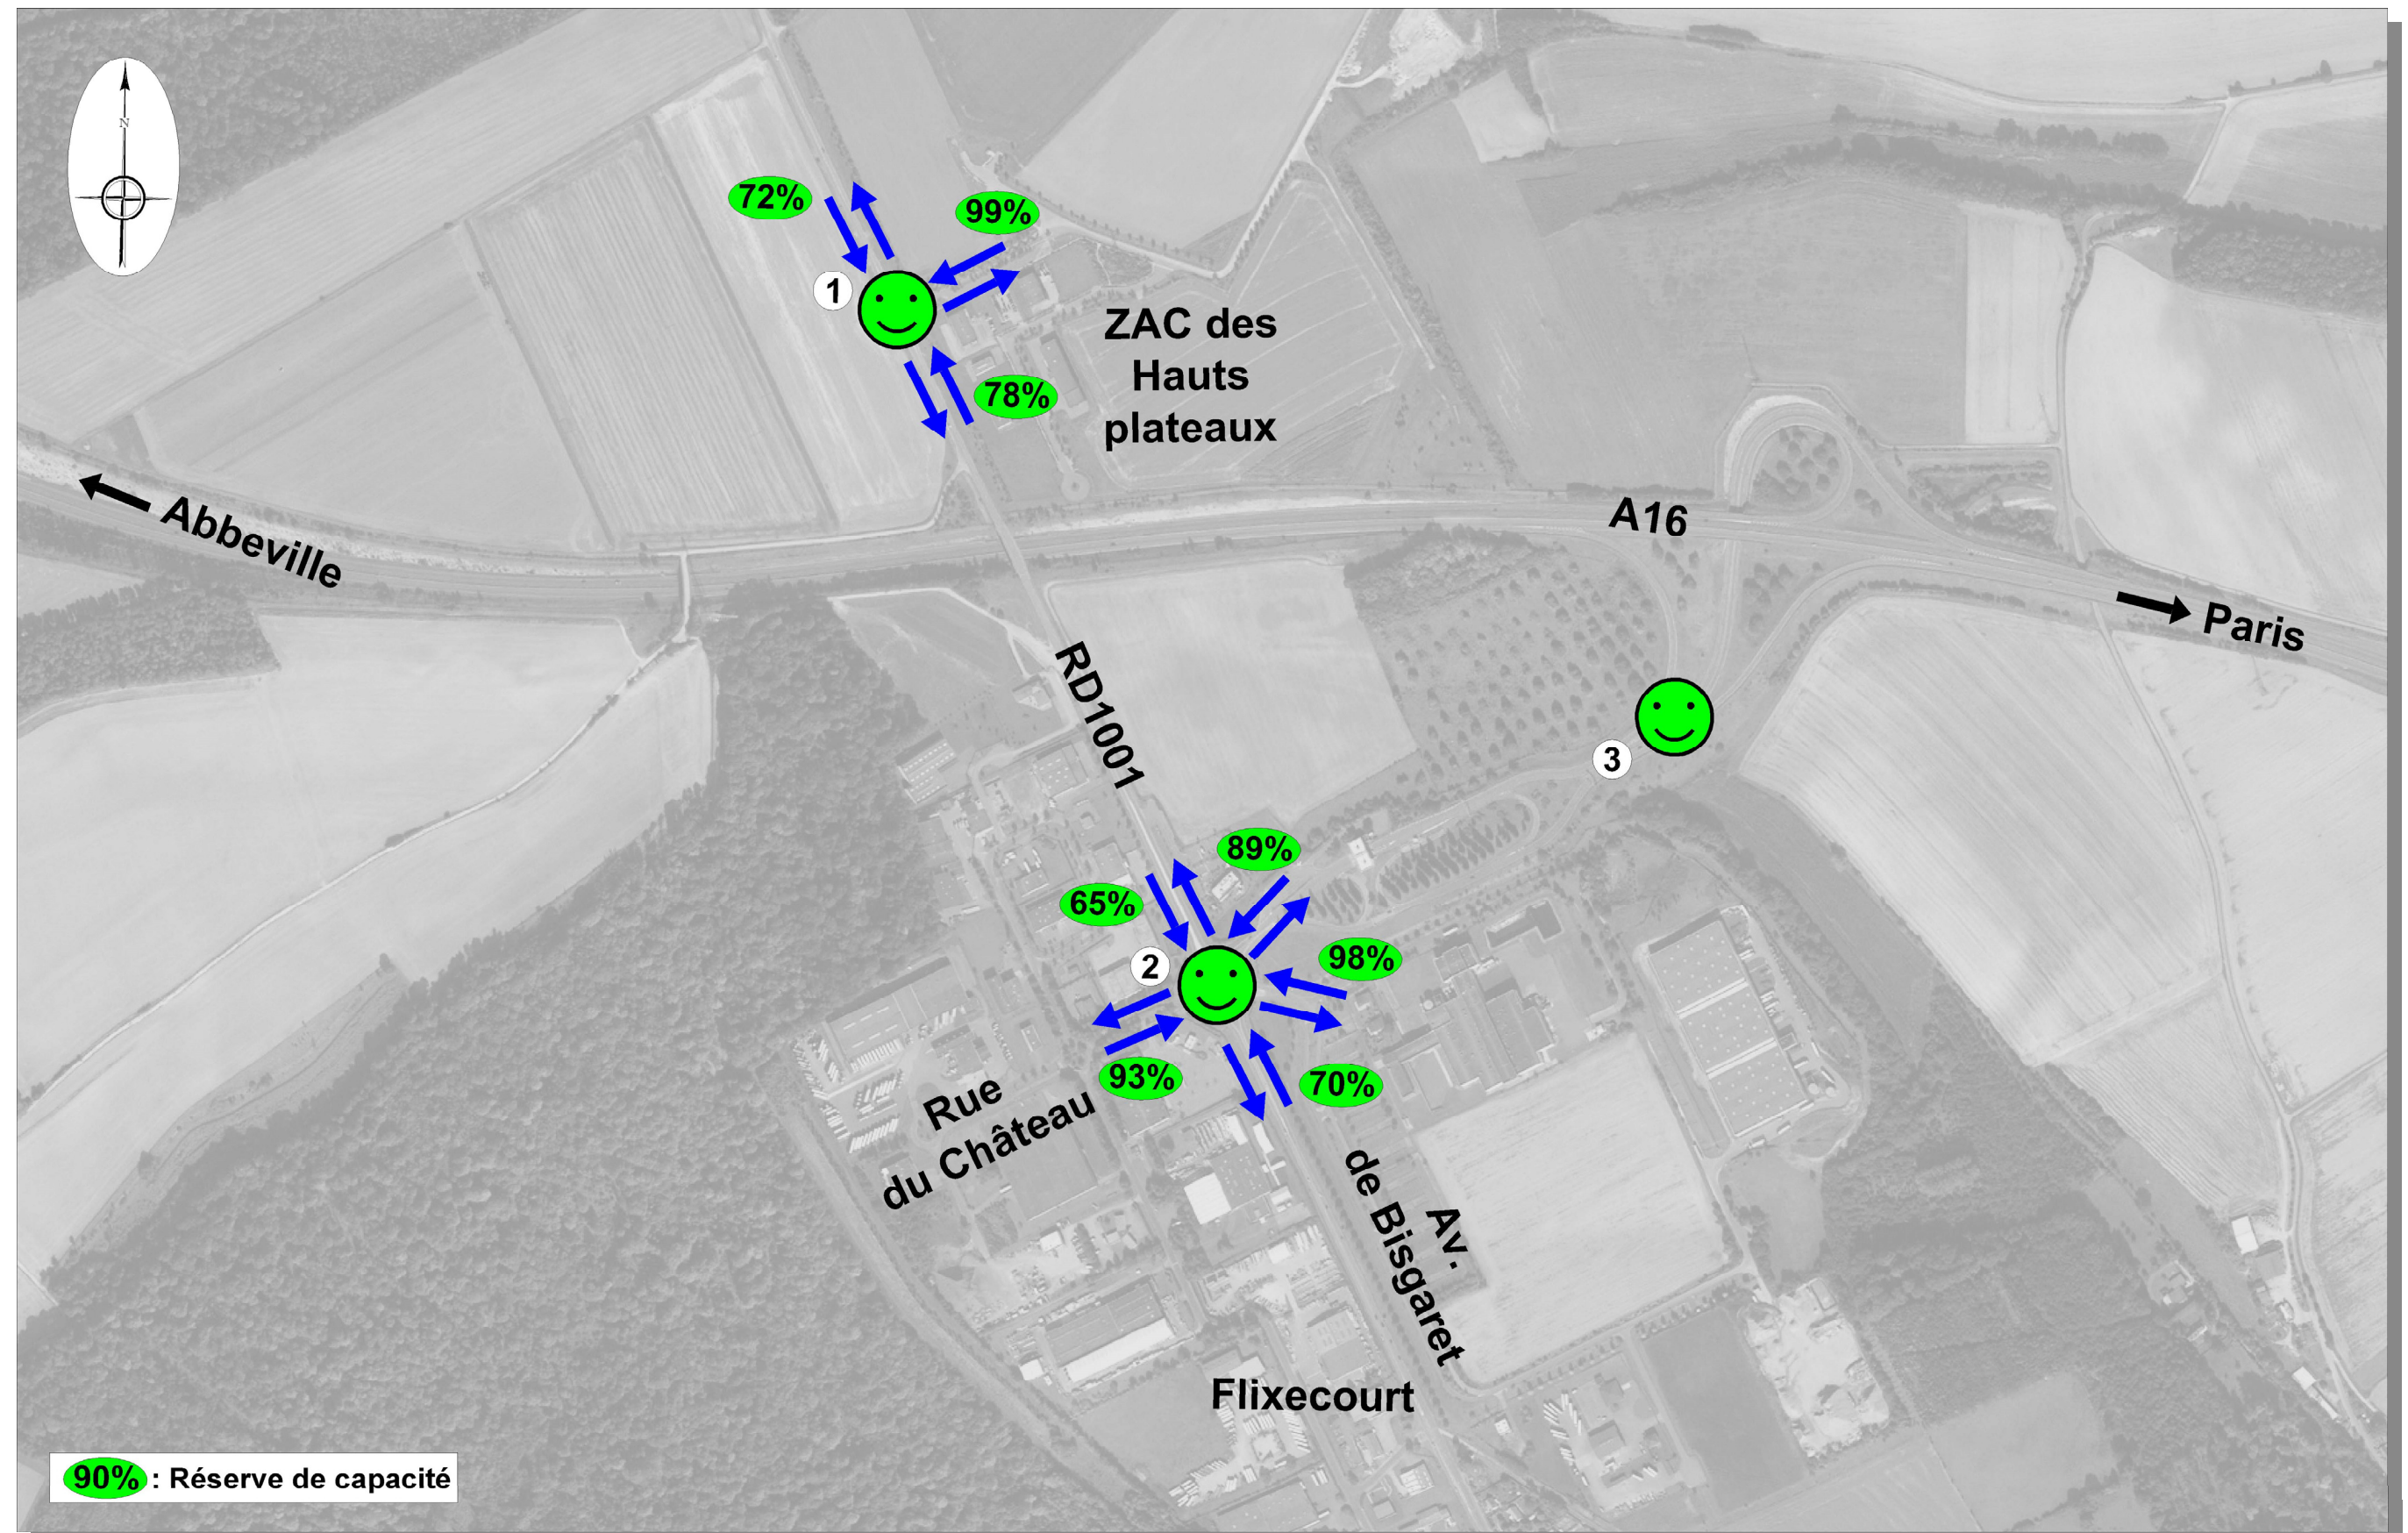 N
72%
99%
1
78%
ZAC des
Hauts
plateaux
Abbeville
A16
Paris
RD1001
3
89%
65%
98%
2
93%
70%
Rue
du Château
Av.
de Bisgaret
Flixecourt
90% : Réserve de capacité